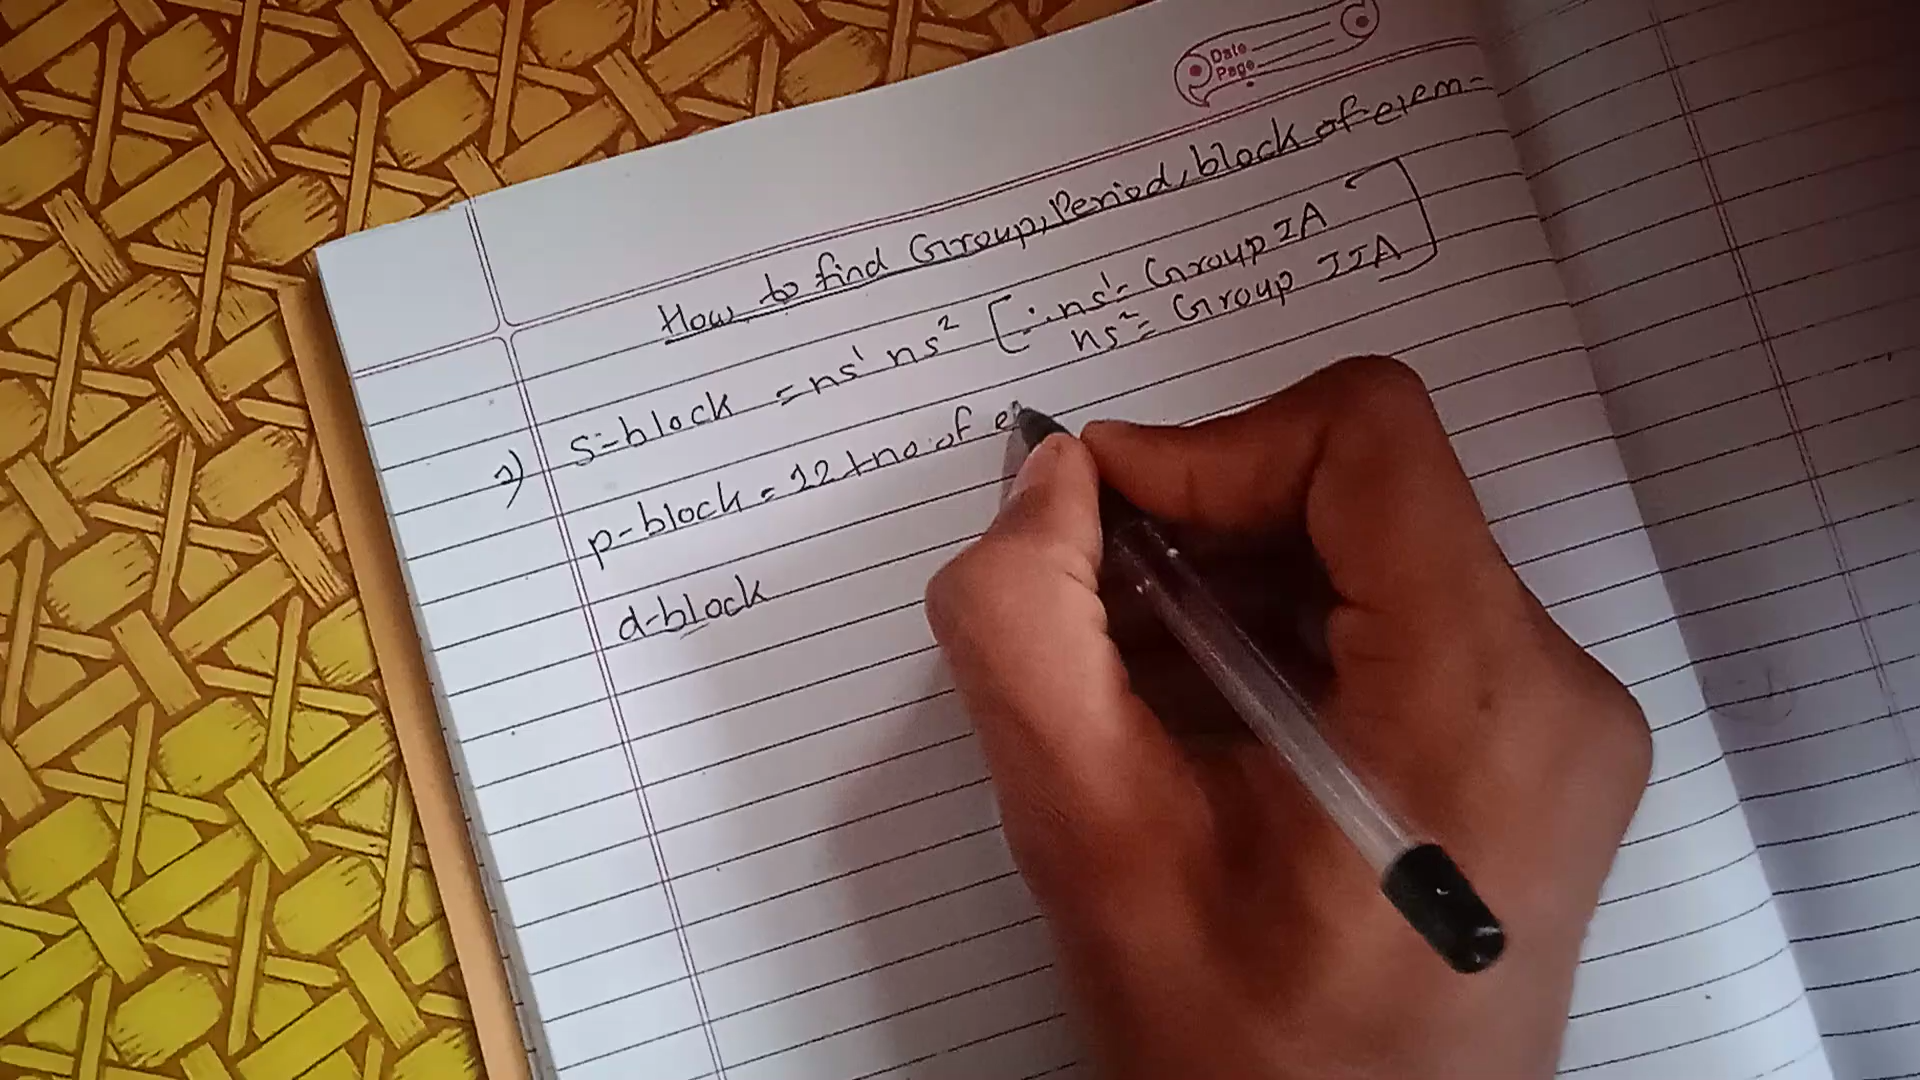 Date
Page
How to find Group, Period, block of elem-
1) s-block = ns¹ ns² [∵ ns¹= Group IA
ns²= Group IIA]
p-block = 12 + no. of e
d-block